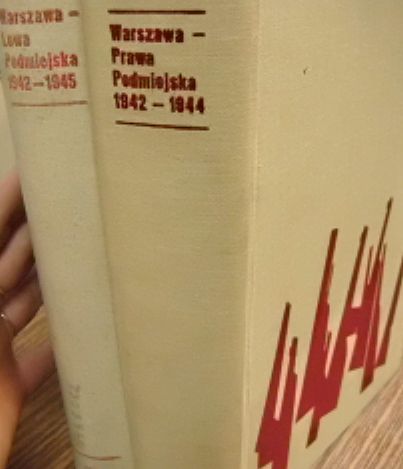 Warszawa –
Lewa
Podmiejska
1942–1945
Warszawa –
Prawa
Podmiejska
1942 – 1944